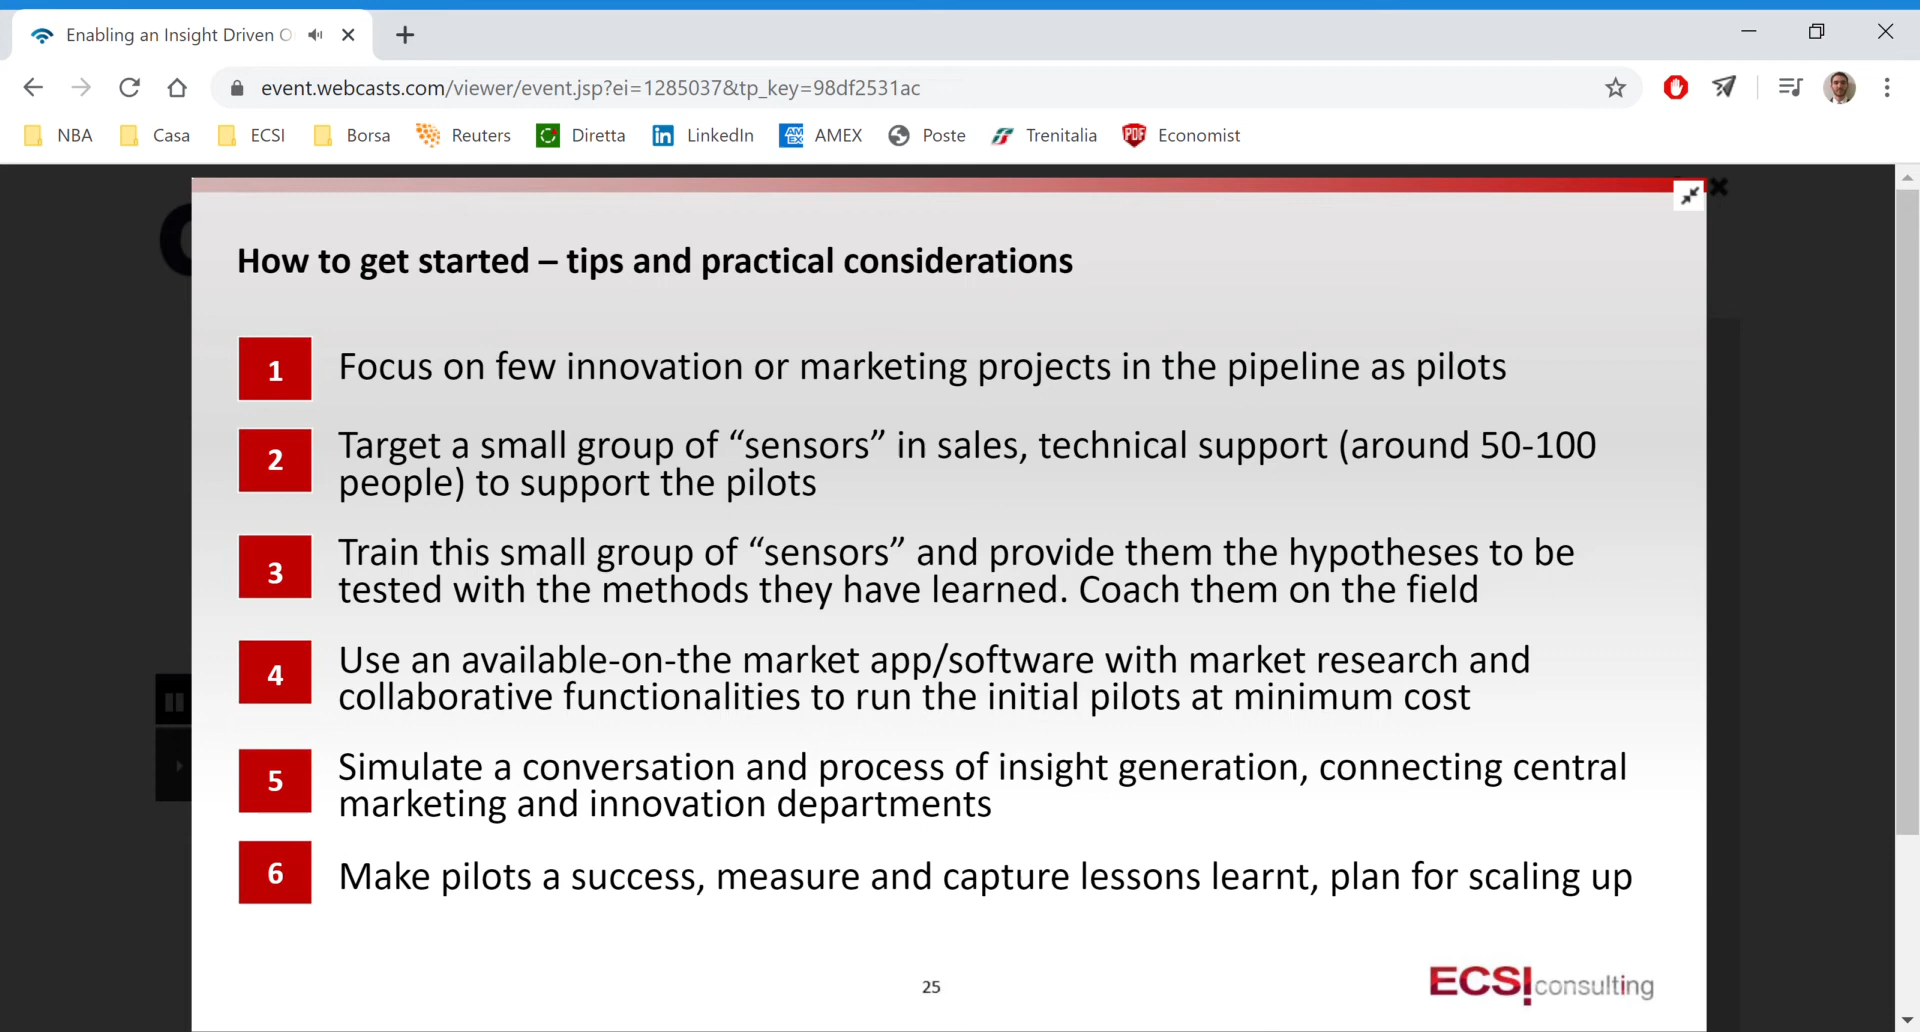 Enabling an Insight Driven O
event.webcasts.com/viewer/event.jsp?ei=1285037&tp_key=98df2531ac
NBA Casa ECSI Borsa Reuters Diretta LinkedIn AMEX Poste Trenitalia Economist
How to get started – tips and practical considerations
1 Focus on few innovation or marketing projects in the pipeline as pilots
2 Target a small group of “sensors” in sales, technical support (around 50-100
people) to support the pilots
3 Train this small group of “sensors” and provide them the hypotheses to be
tested with the methods they have learned. Coach them on the field
4 Use an available-on-the market app/software with market research and
collaborative functionalities to run the initial pilots at minimum cost
5 Simulate a conversation and process of insight generation, connecting central
marketing and innovation departments
6 Make pilots a success, measure and capture lessons learnt, plan for scaling up
25
ECSI consulting